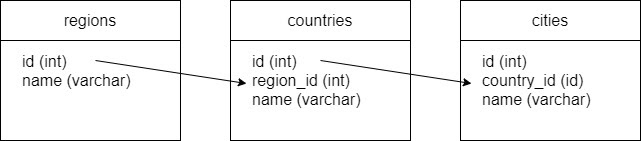 regions
id (int)
name (varchar)
countries
id (int)
region_id (int)
name (varchar)
cities
id (int)
country_id (id)
name (varchar)